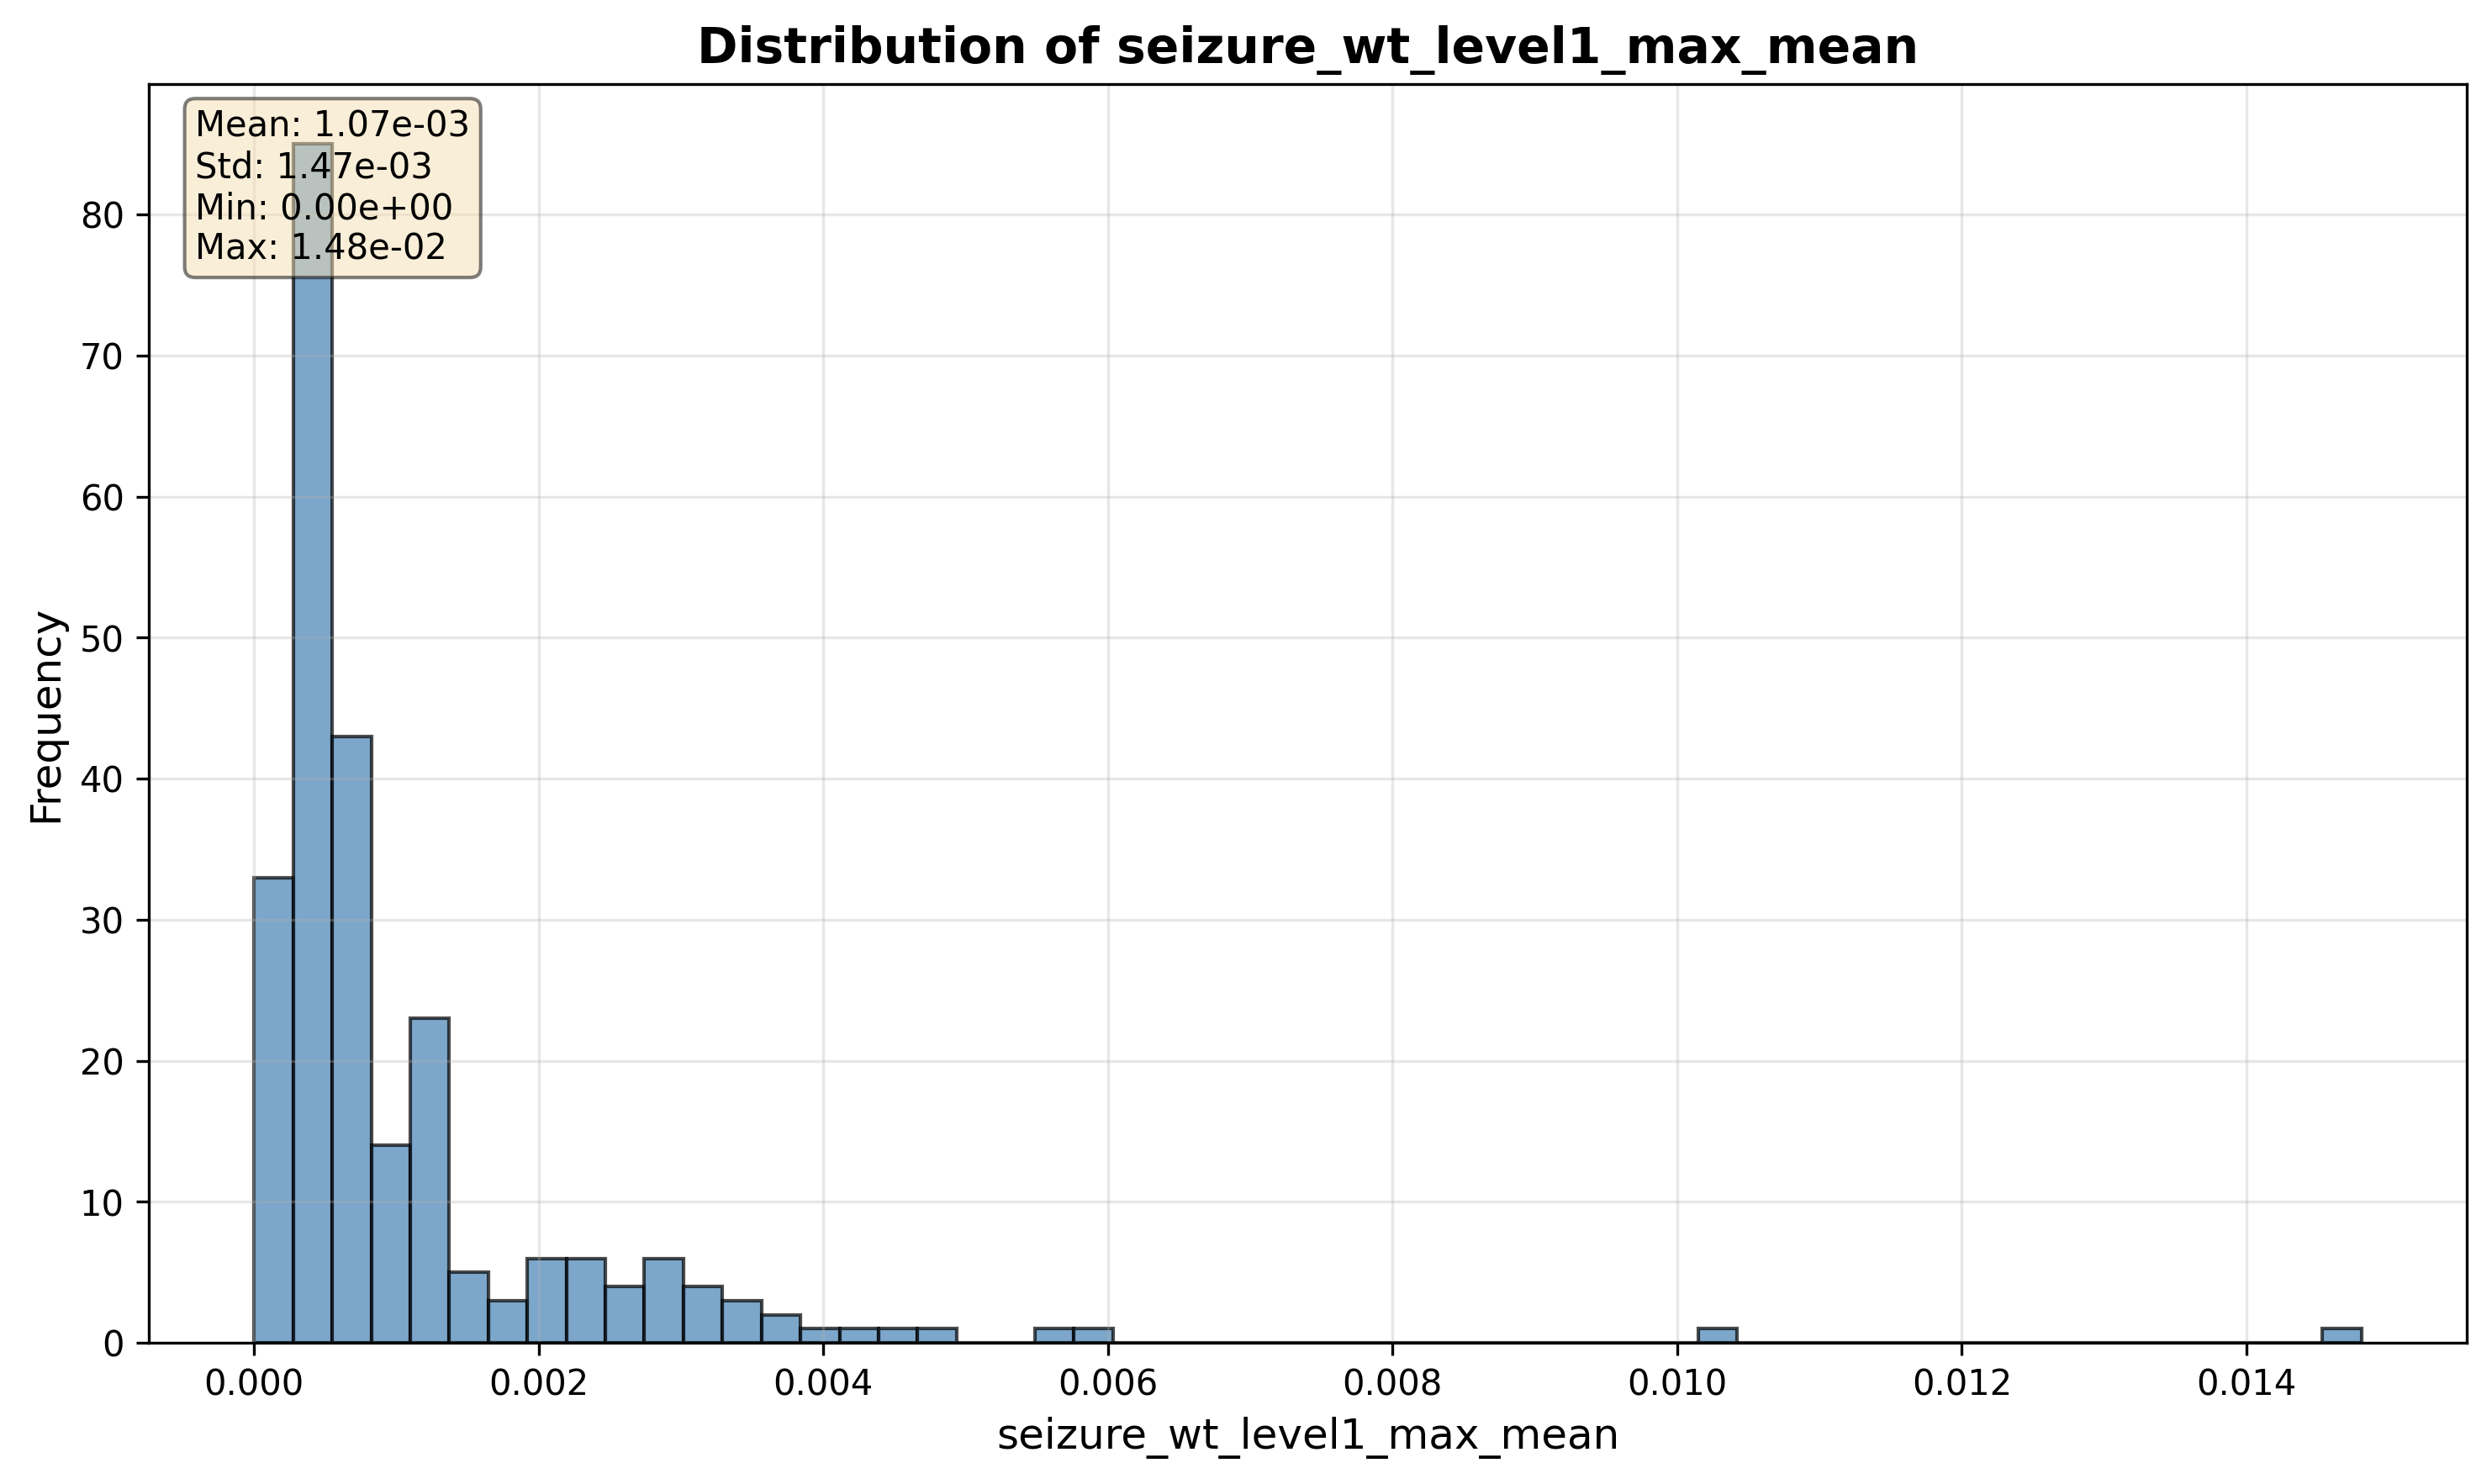 Distribution of seizure_wt_level1_max_mean
Mean: 1.07e-03
Std: 1.47e-03
Min: 0.00e+00
Max: 1.48e-02
80
70
60
50
40
30
20
10
0
Frequency
0.000 0.002 0.004 0.006 0.008 0.010 0.012 0.014
seizure_wt_level1_max_mean